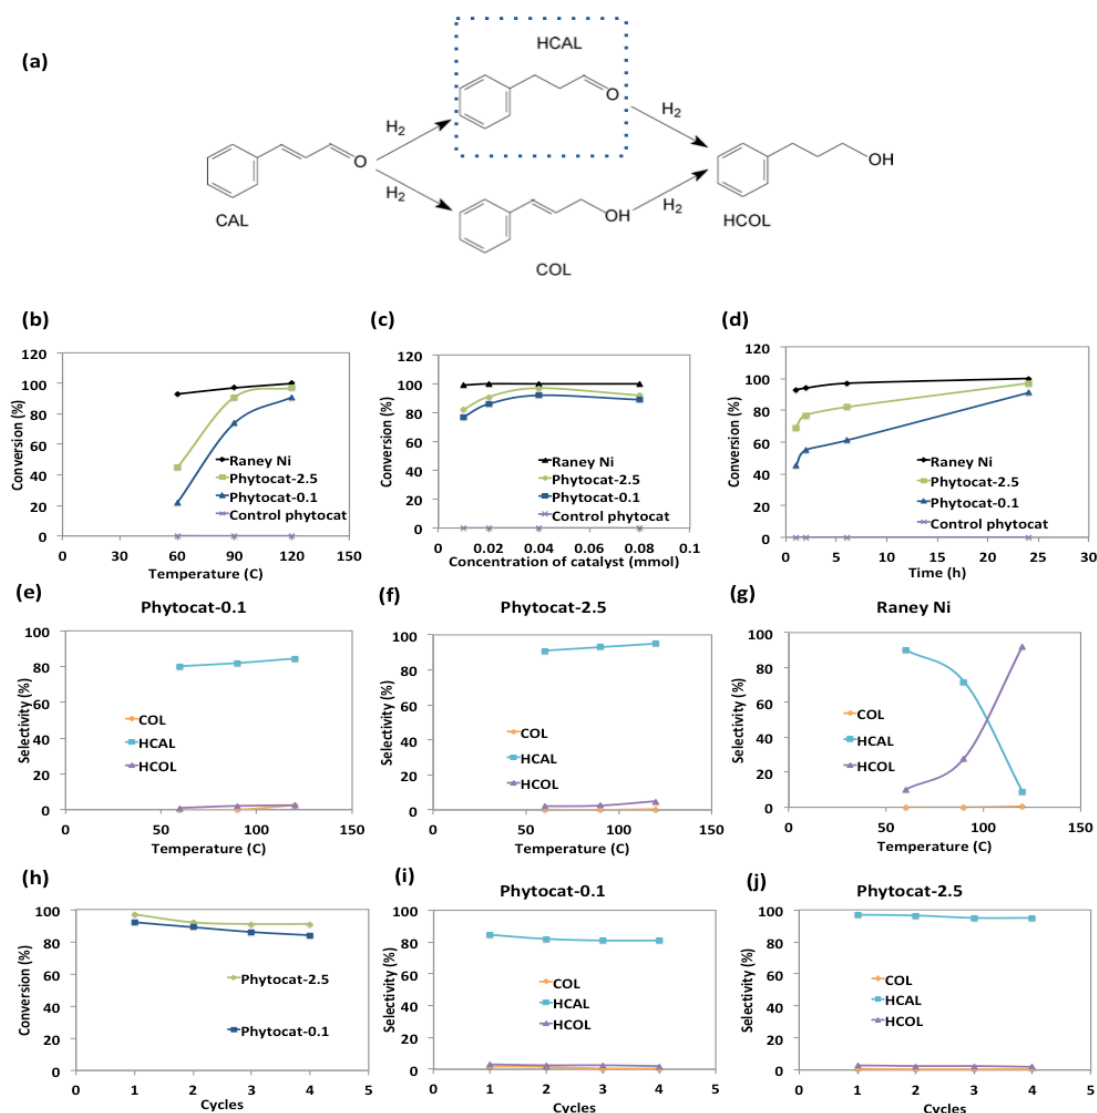 (a)
HCAL
O
H2
H2
O
OH
CAL
H2
OH
H2
HCOL
COL
(b)
(c)
(d)
120
100
80
60
40
20
0
Conversion (%)
Raney Ni
Phytocat-2.5
Phytocat-0.1
Control phytocat
0
30
60
90
120
150
Temperature (C)
120
100
80
60
40
20
0
Conversion (%)
Raney Ni
Phytocat-2.5
Phytocat-0.1
Control phytocat
0
0.02
0.04
0.06
0.08
0.1
Concentration of catalyst (mmol)
120
100
80
60
40
20
0
Conversion (%)
Raney Ni
Phytocat-2.5
Phytocat-0.1
Control phytocat
0
5
10
15
20
25
30
Time (h)
(e)
Phytocat-0.1
100
80
60
40
20
0
Selectivity (%)
COL
HCAL
HCOL
0
50
100
150
Temperature (C)
(f)
Phytocat-2.5
100
80
60
40
20
0
Selectivity (%)
COL
HCAL
HCOL
0
50
100
150
Temperature (C)
(g)
Raney Ni
100
80
60
40
20
0
Selectivity (%)
COL
HCAL
HCOL
0
50
100
150
Temperature (C)
(h)
100
80
60
40
20
0
Conversion (%)
Phytocat-2.5
Phytocat-0.1
0
1
2
3
4
5
Cycles
(i)
Phytocat-0.1
100
80
60
40
20
0
Selectivity (%)
COL
HCAL
HCOL
0
1
2
3
4
5
Cycles
(j)
Phytocat-2.5
100
80
60
40
20
0
Selectivity (%)
COL
HCAL
HCOL
0
1
2
3
4
5
Cycles